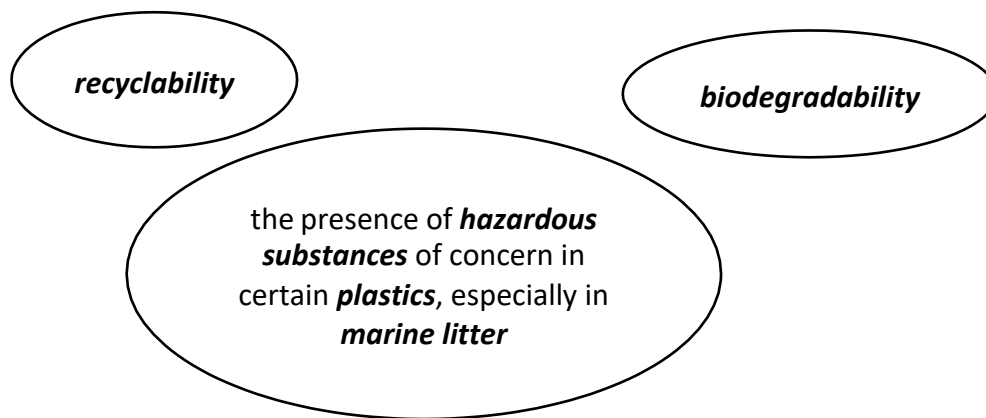 recyclability
biodegradability
the presence of hazardous
substances of concern in
certain plastics, especially in
marine litter